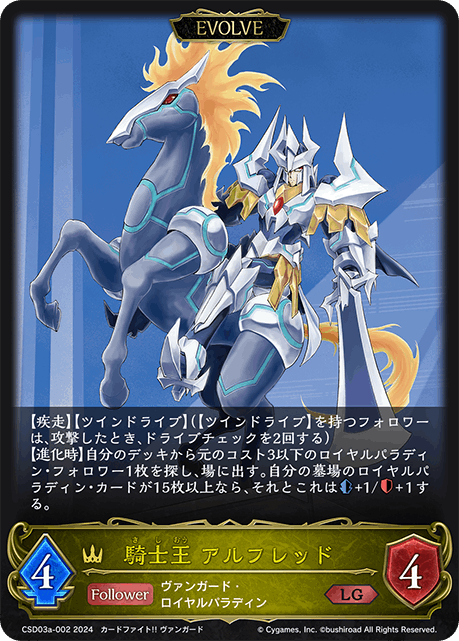 EVOLVE
【疾走】【ツインドライブ】（【ツインドライブ】を持つフォロワー
は、攻撃したとき、ドライブチェックを2回する）
【進化時】自分のデッキから元のコスト3以下のロイヤルパラディ
ン・フォロワー1枚を探し、場に出す。自分の墓場のロイヤルパ
ラディン・カードが15枚以上なら、それとこれは+1/+1す
る。
きしおう
騎士王 アルフレッド
4
Follower
ヴァンガード・
ロイヤルパラディン
LG
4
CSD03a-002 2024 カードファイト!! ヴァンガード
© Cygames, Inc. ©bushiroad All Rights Reserved.